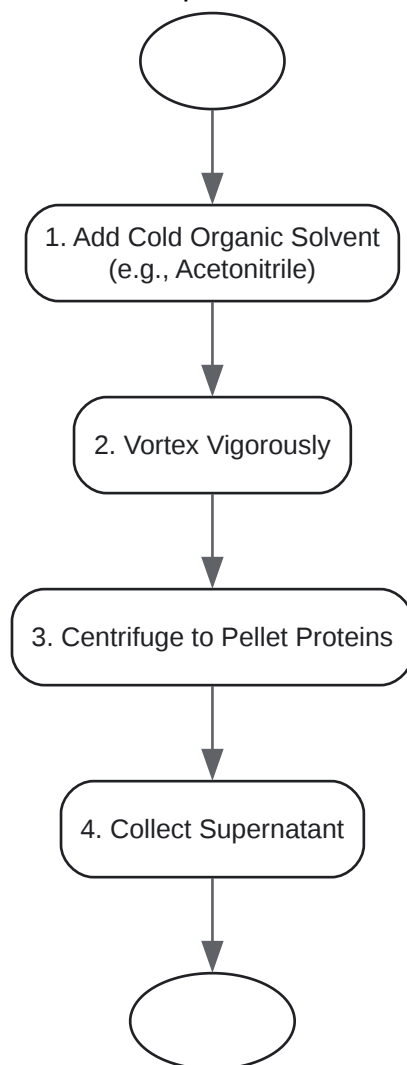 1. Add Cold Organic Solvent
(e.g., Acetonitrile)
2. Vortex Vigorously
3. Centrifuge to Pellet Proteins
4. Collect Supernatant